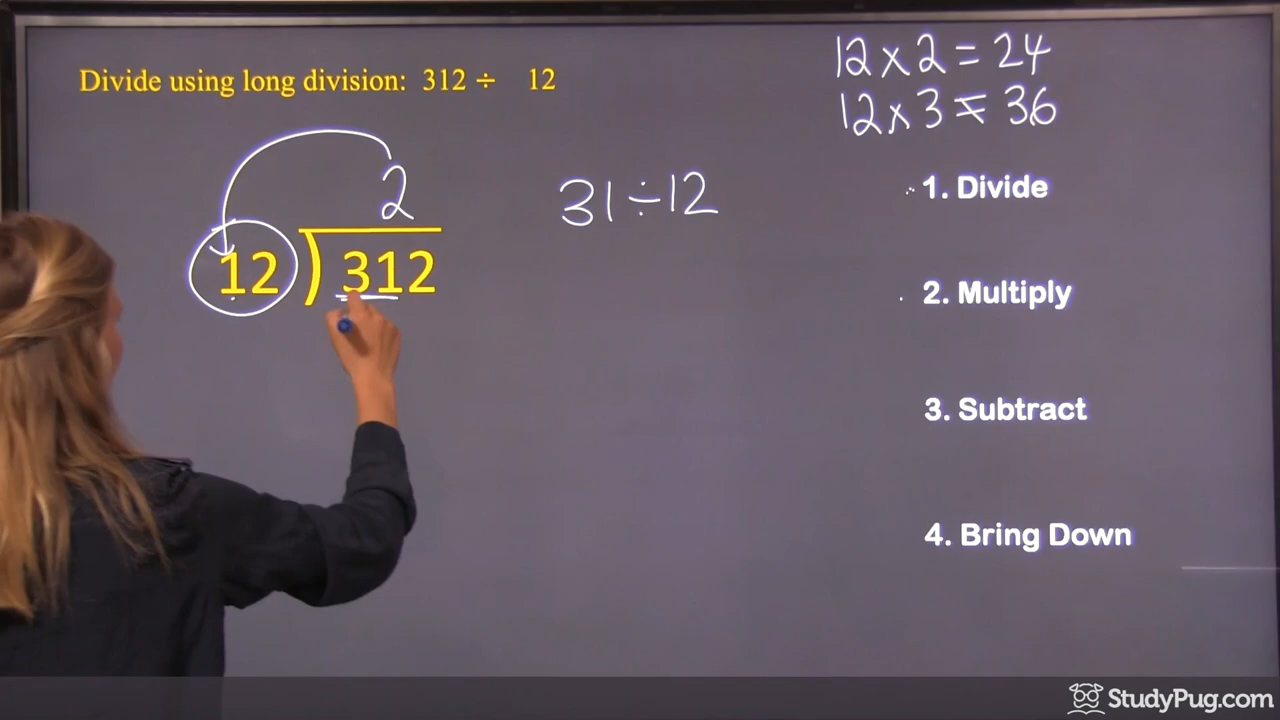 Divide using long division: 312 ÷ 12
12 x 2 = 24
12 x 3 = 36
2
12 ) 312
31 ÷ 12
1. Divide
2. Multiply
3. Subtract
4. Bring Down
StudyPug.com